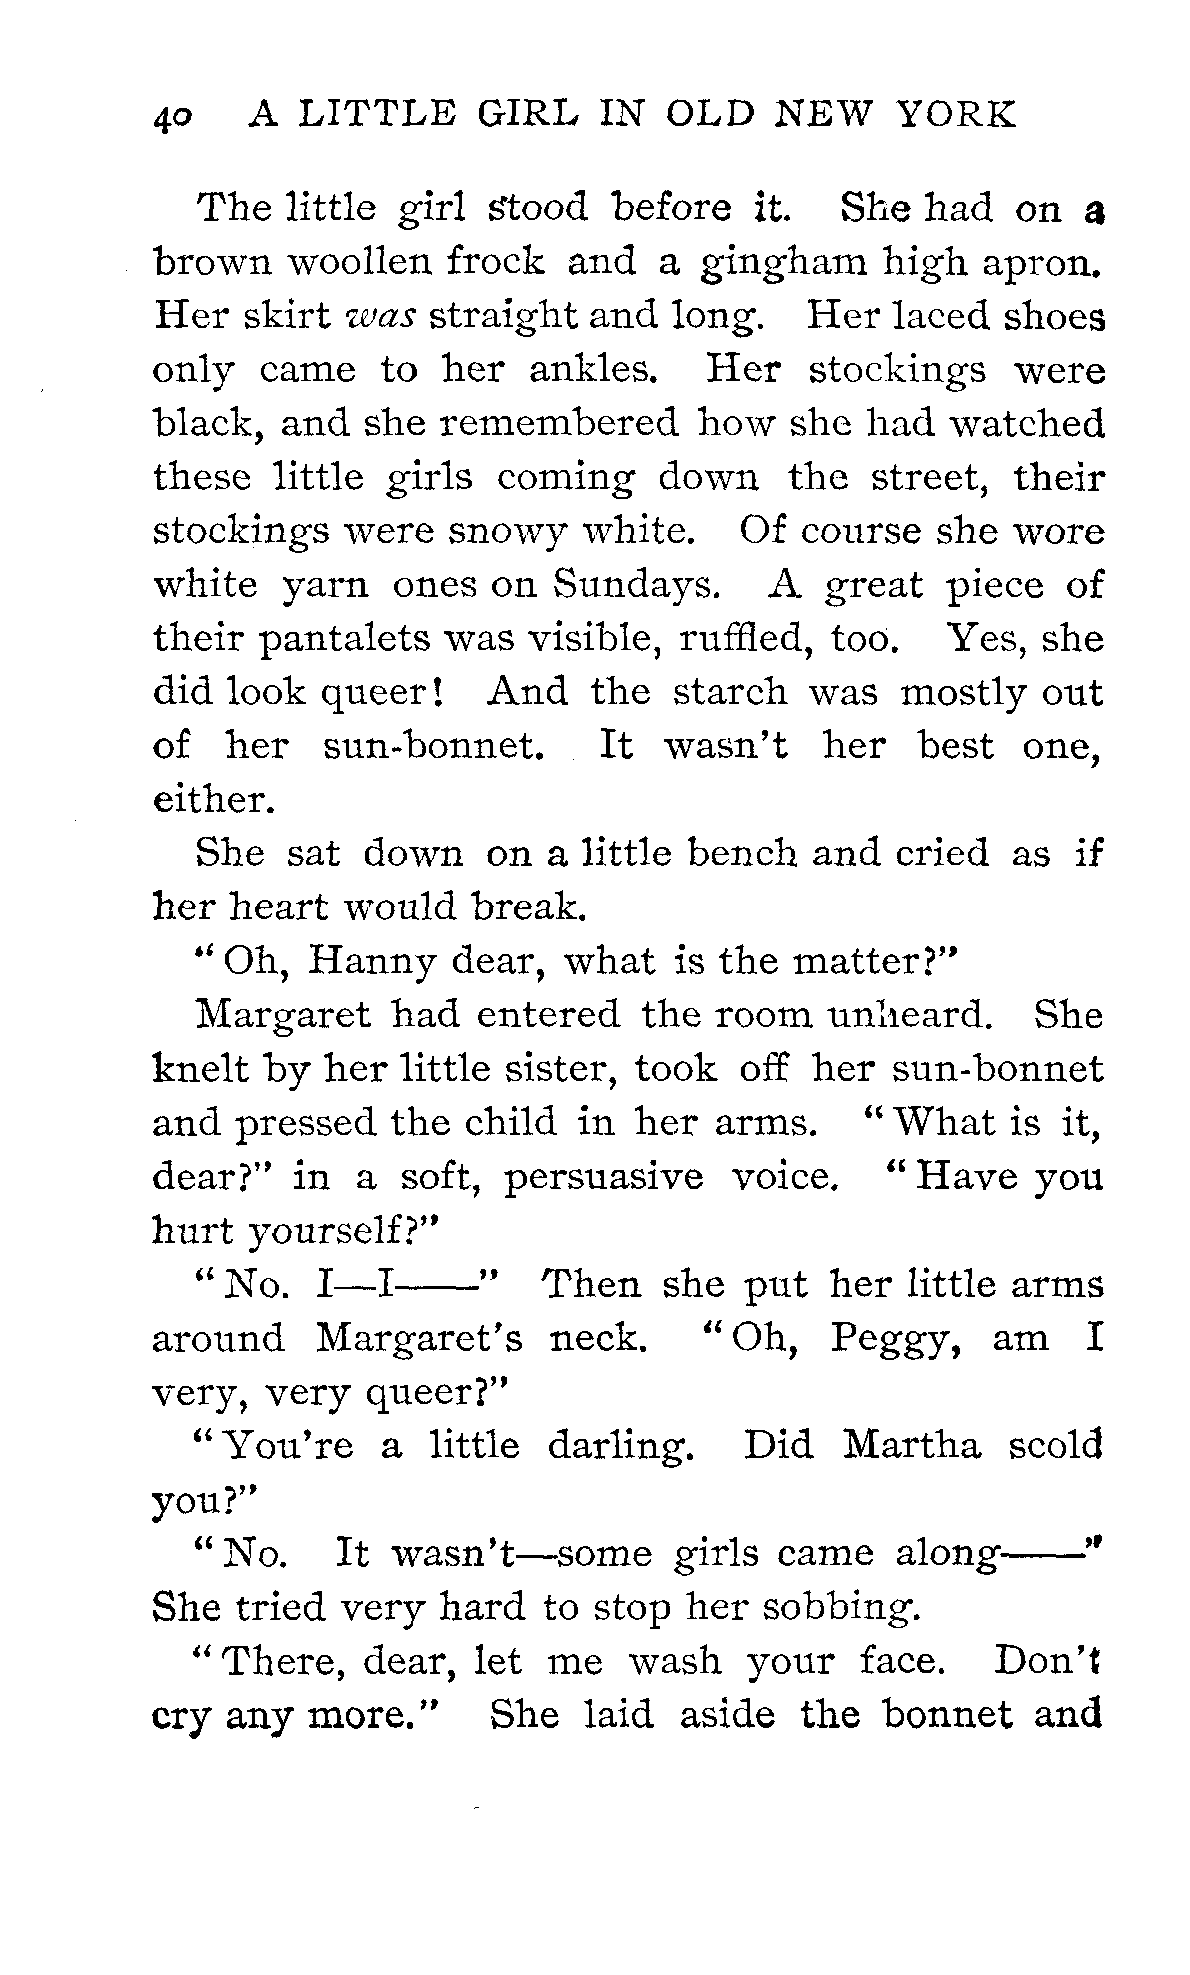 40 A LITTLE GIRL IN OLD NEW YORK
The little girl stood before it. She had on a
brown woollen frock and a gingham high apron.
Her skirt was straight and long. Her laced shoes
only came to her ankles. Her stockings were
black, and she remembered how she had watched
these little girls coming down the street, their
stockings were snowy white. Of course she wore
white yarn ones on Sundays. A great piece of
their pantalets was visible, ruffled, too. Yes, she
did look queer! And the starch was mostly out
of her sun-bonnet. It wasn't her best one,
either.
She sat down on a little bench and cried as if
her heart would break.
"Oh, Hanny dear, what is the matter?"
Margaret had entered the room unheard. She
knelt by her little sister, took off her sun-bonnet
and pressed the child in her arms. "What is it,
dear?" in a soft, persuasive voice. "Have you
hurt yourself?"
"No. I—I——" Then she put her little arms
around Margaret's neck. "Oh, Peggy, am I
very, very queer?"
"You're a little darling. Did Martha scold
you?"
"No. It wasn't—some girls came along——"
She tried very hard to stop her sobbing.
"There, dear, let me wash your face. Don't
cry any more." She laid aside the bonnet and